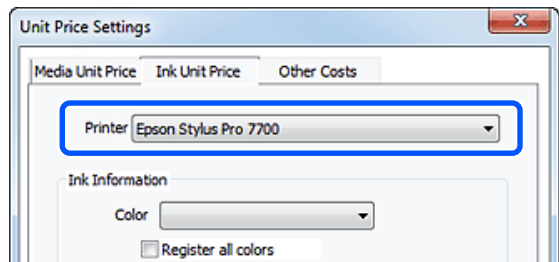 Unit Price Settings
x
Media Unit Price Ink Unit Price Other Costs
Printer Epson Stylus Pro 7700
Ink Information
Color
Register all colors